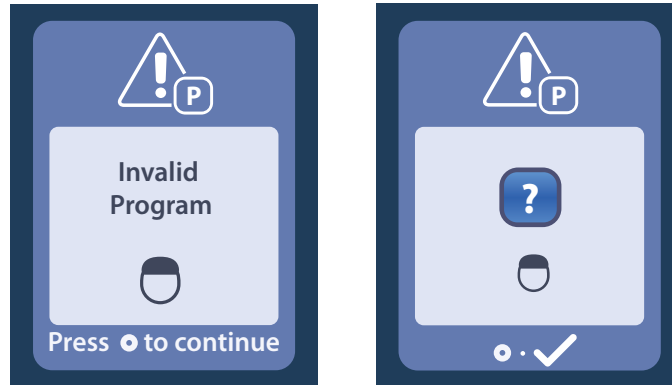 P
Invalid
Program
Press to continue
P
?